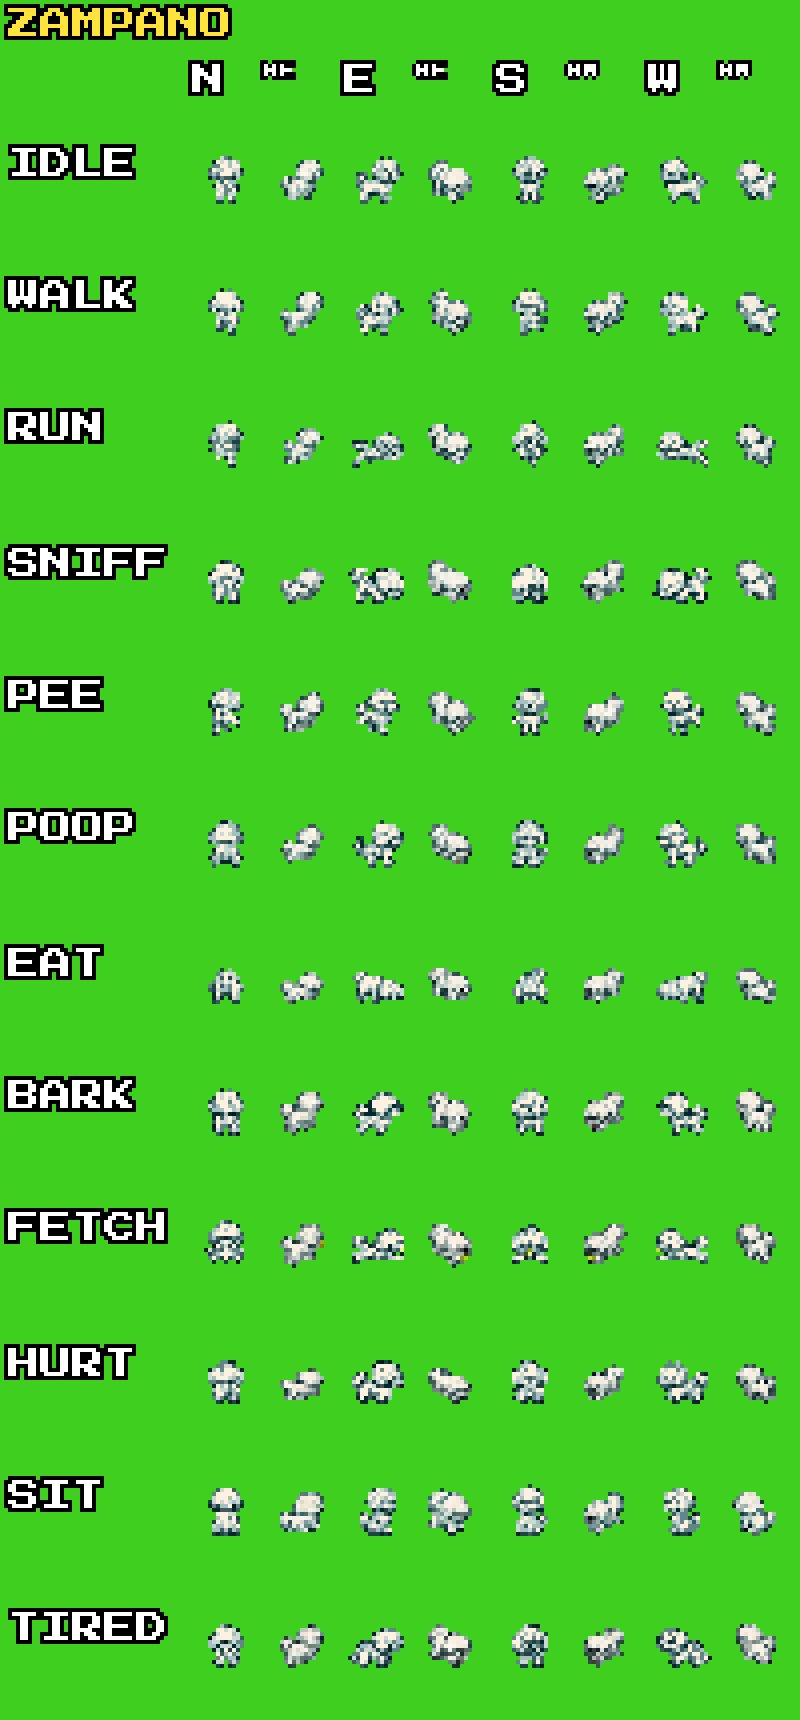 ZAMPANO
N E S W
IDLE
WALK
RUN
SNIFF
PEE
POOP
EAT
BARK
FETCH
HURT
SIT
TIRED